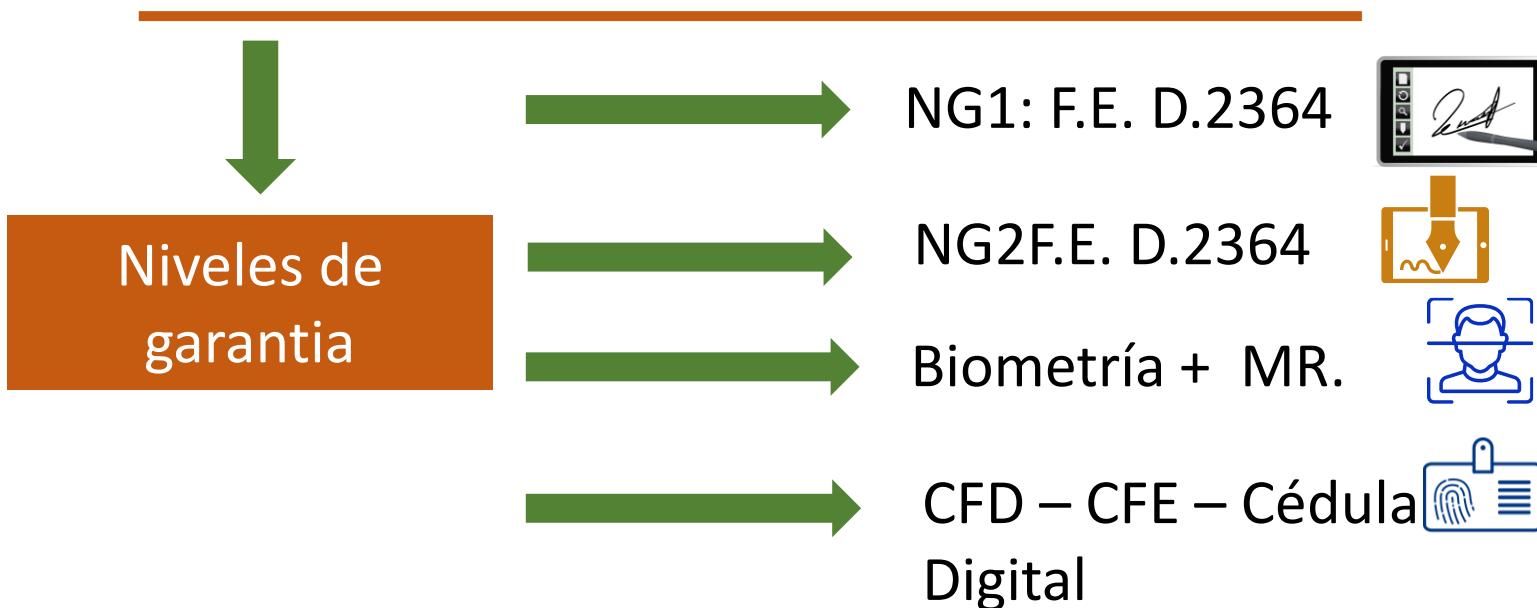 NG1: F.E. D.2364
NG2F.E. D.2364
Niveles de
garantia
Biometría + MR.
CFD – CFE – Cédula
Digital